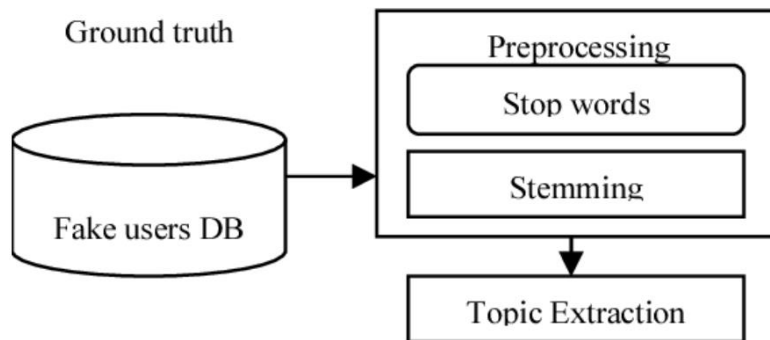 Ground truth
Preprocessing
Stop words
Stemming
Fake users DB
Topic Extraction